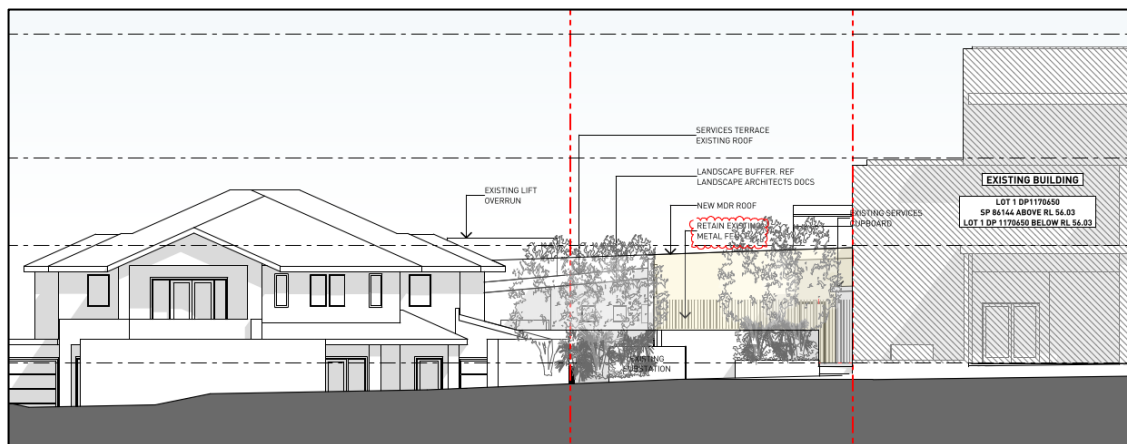 SERVICES TERRACE
EXISTING ROOF
LANDSCAPE BUFFER. REF
LANDSCAPE ARCHITECTS DOCS
EXISTING LIFT
OVERRUN
NEW MDR ROOF
RETAIN EXISTING
METAL
EXISTING SERVICES
CUPBOARD
EXISTING BUILDING
LOT 1 DP1170650
SP 86144 ABOVE RL 56.03
LOT 1 DP 1170650 BELOW RL 56.03
EXISTING
SUBSTATION